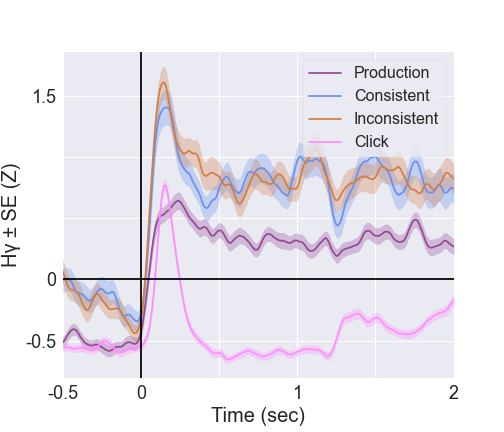 Production
Consistent
Inconsistent
Click
Hγ ± SE (Z)
1.5
0
-0.5
-0.5 0 1 2
Time (sec)